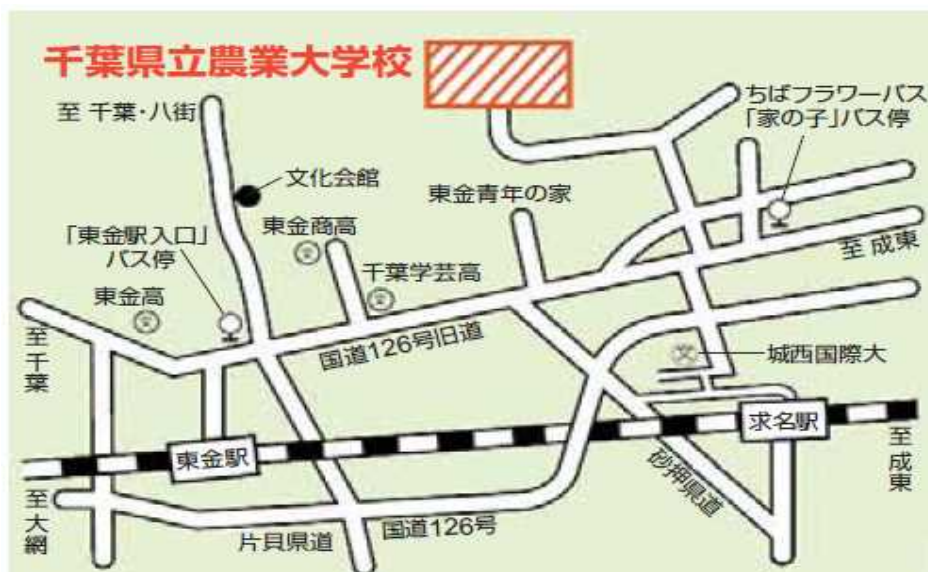 千葉県立農業大学校
至 千葉・八街
ちばフラワーバス
「家の子」バス停
文化会館
東金青年の家
東金商高
「東金駅入口」
バス停
千葉学芸高
至 成東
東金高
国道126号旧道
至千葉
城西国際大
求名駅
東金駅
至成東
砂押県道
至大網
片貝県道
国道126号